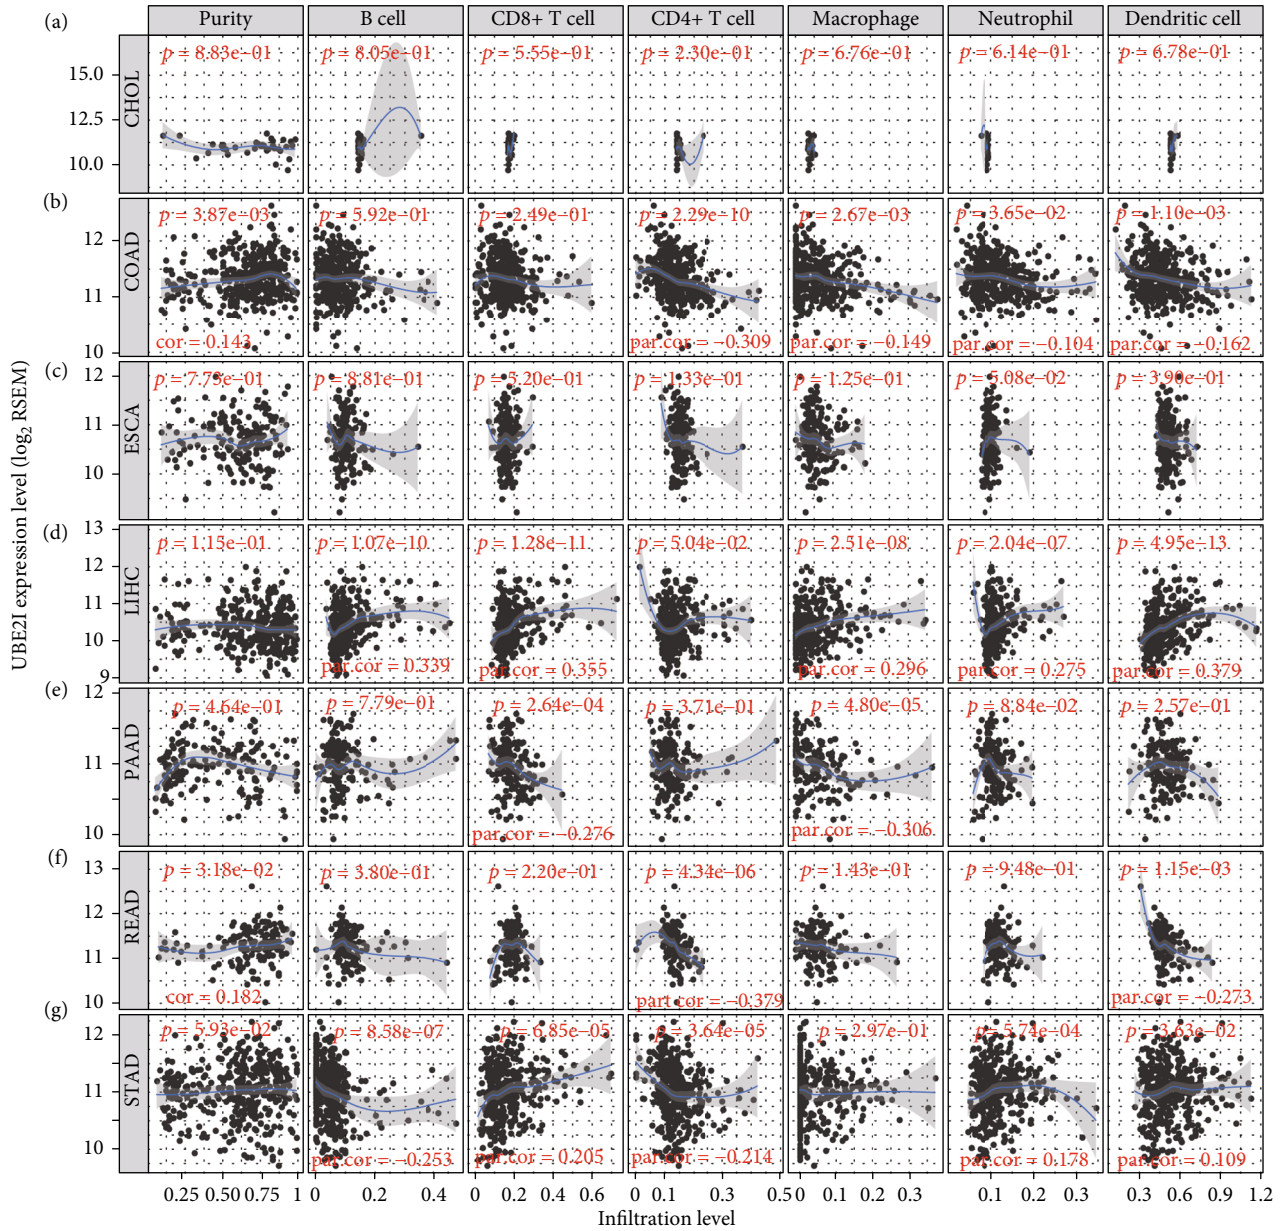 (a) Purity B cell CD8+ T cell CD4+ T cell Macrophage Neutrophil Dendritic cell
p = 8.83e−01 p = 8.05e−01 p = 5.55e−01 p = 2.30e−01 p = 6.76e−01 p = 6.14e−01 p = 6.78e−01
15.0
12.5
10.0
CHOL
(b)
p = 3.87e−03 p = 5.92e−01 p = 2.49e−01 p = 2.29e−10 p = 2.67e−03 p = 3.65e−02 p = 1.10e−03
12
11
10
COAD
cor = 0.143 par.cor = −0.309 par.cor = −0.149 par.cor = −0.104 par.cor = −0.162
(c)
p = 7.73e−01 p = 8.81e−01 p = 5.20e−01 p = 1.33e−01 p = 1.25e−01 p = 5.08e−02 p = 3.90e−01
12
11
10
ESCA
UBE2I expression level (log2 RSEM)
(d)
p = 1.15e−01 p = 1.07e−10 p = 1.28e−11 p = 5.04e−02 p = 2.51e−08 p = 2.04e−07 p = 4.95e−13
13
12
11
10
9
LIHC
par.cor = 0.339 par.cor = 0.355 par.cor = 0.296 par.cor = 0.275 par.cor = 0.379
(e)
p = 4.64e−01 p = 7.79e−01 p = 2.64e−04 p = 3.71e−01 p = 4.80e−05 p = 8.84e−02 p = 2.57e−01
12
11
10
PAAD
par.cor = −0.276 par.cor = −0.306
(f)
p = 3.18e−02 p = 3.80e−01 p = 2.20e−01 p = 4.34e−06 p = 1.43e−01 p = 9.48e−01 p = 1.15e−03
13
12
11
10
READ
cor = 0.182 part cor = −0.379 par.cor = −0.273
(g)
p = 5.93e−02 p = 8.58e−07 p = 6.85e−05 p = 3.64e−05 p = 2.97e−01 p = 5.74e−04 p = 3.63e−02
12
11
10
STAD
par.cor = −0.253 par.cor = 0.205 par.cor = −0.214 par.cor = 0.178 par.cor = 0.109
0.25 0.50 0.75 1 0 0.2 0.4 0 0.2 0.4 0.6 0 0.1 0.2 0.3 0.4 0.5 0 0.1 0.2 0.3 0.1 0.2 0.3 0.3 0.6 0.9 1.2
Infiltration level